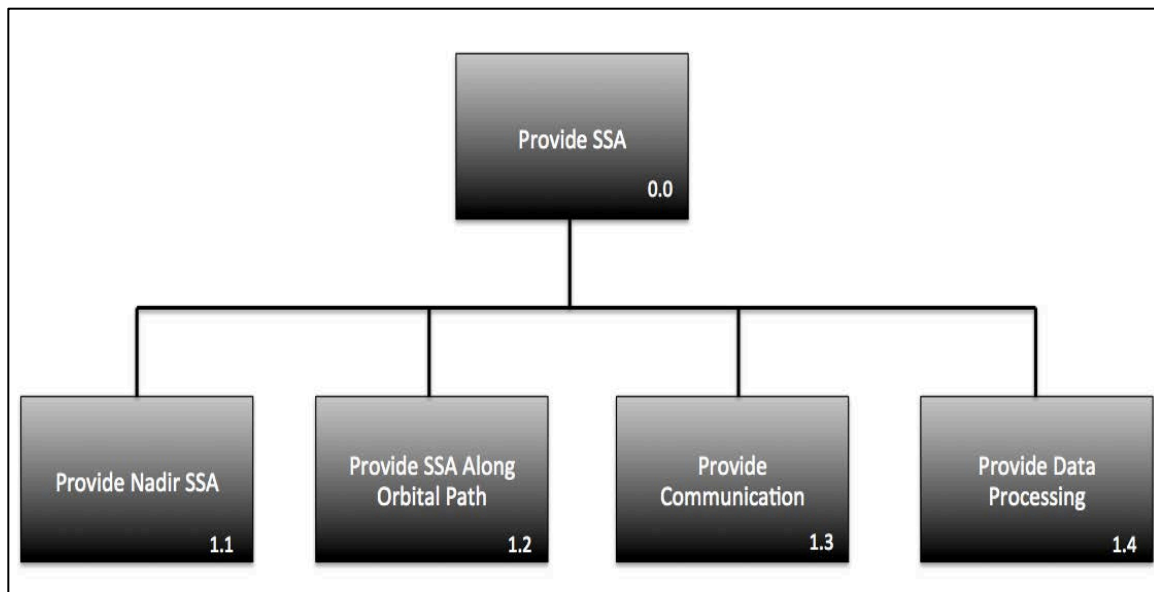 Provide SSA
0.0
Provide Nadir SSA
1.1
Provide SSA Along
Orbital Path
1.2
Provide
Communication
1.3
Provide Data
Processing
1.4